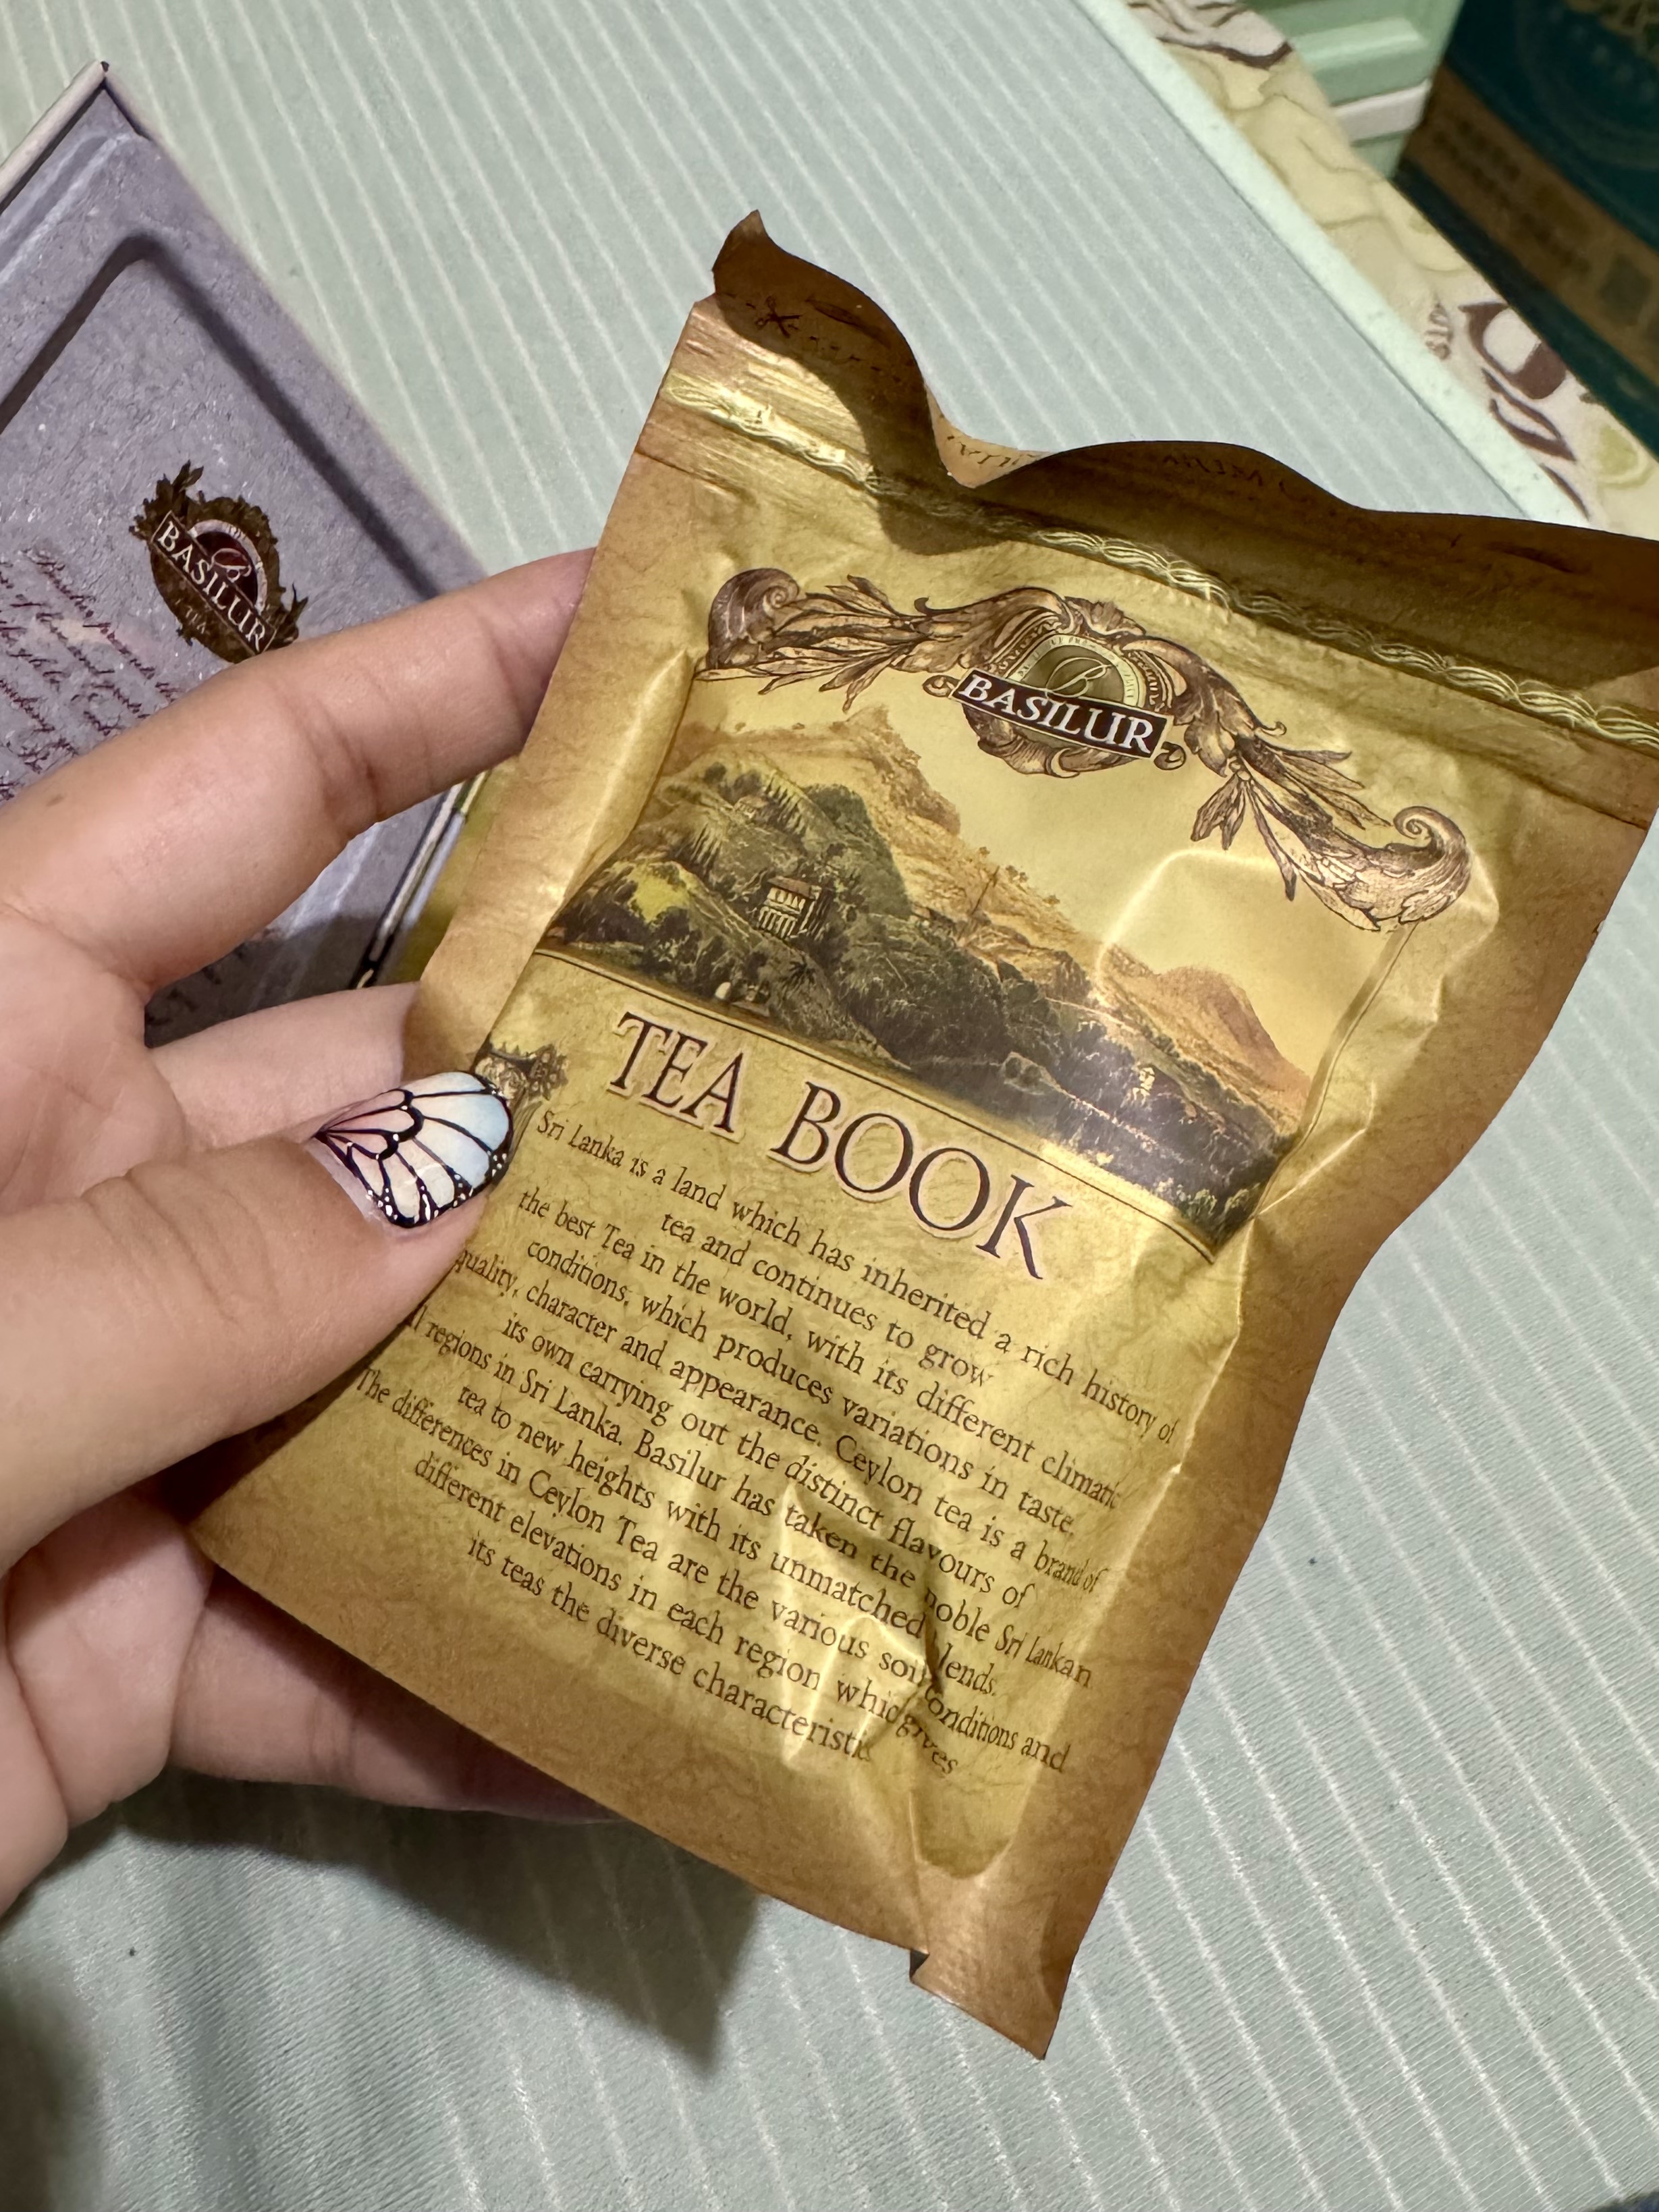 BASILUR
TEA BOOK
Sri Lanka is a land which has inherited a rich history of
tea and continues to grow
the best Tea in the world, with its different climatic
conditions, which produces variations in taste,
quality, character and appearance. Ceylon tea is a brand of
its own carrying out the distinct flavours of
regions in Sri Lanka. Basilur has taken the noble Sri Lankan
tea to new heights with its unmatched lends.
The differences in Ceylon Tea are the various soil conditions and
different elevations in each region which gives
its teas the diverse characteristic
B
BASILUR
TEA
Basilur presents